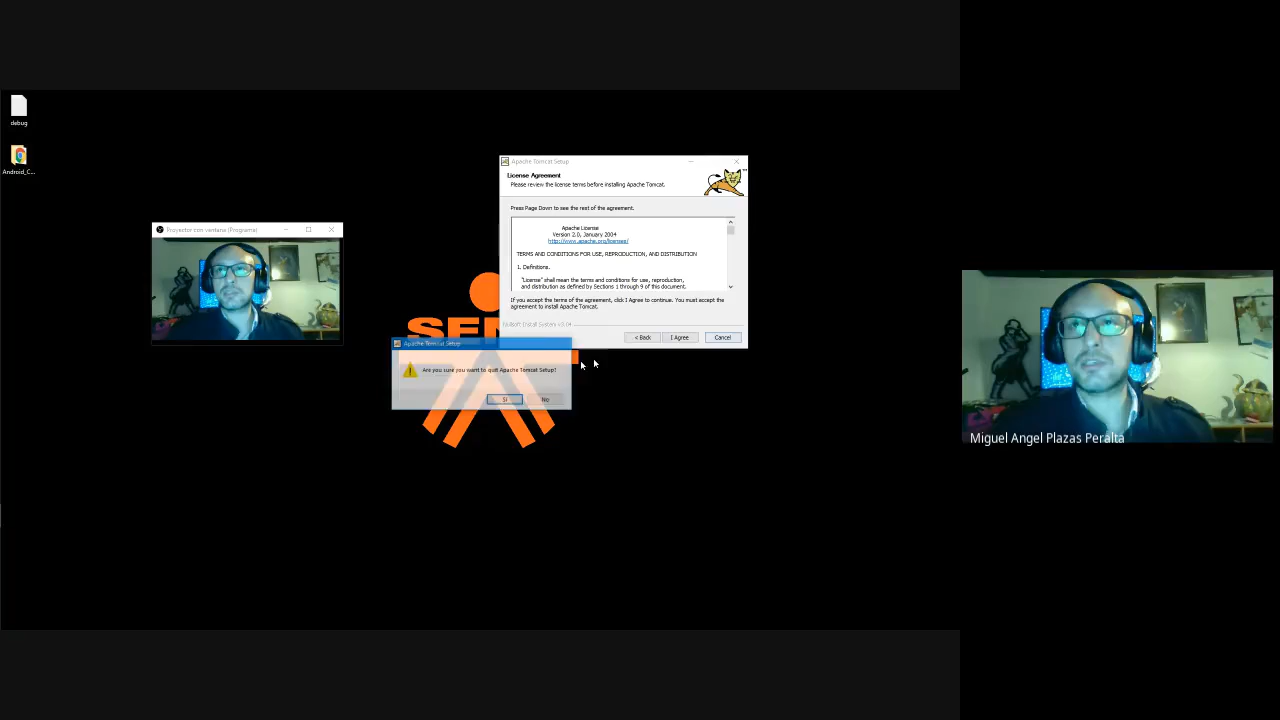 debug
Android_C...
Proyector con ventana (Programa)
Apache Tomcat Setup
License Agreement
Please review the license terms before installing Apache Tomcat.
Press Page Down to see the rest of the agreement.
Apache License
Version 2.0, January 2004
http://www.apache.org/licenses/
TERMS AND CONDITIONS FOR USE, REPRODUCTION, AND DISTRIBUTION
1. Definitions.
"License" shall mean the terms and conditions for use, reproduction,
and distribution as defined by Sections 1 through 9 of this document.
If you accept the terms of the agreement, click I Agree to continue. You must accept the
agreement to install Apache Tomcat.
Nullsoft Install System v3.04
< Back
I Agree
Cancel
SE
Apache Tomcat Setup
Are you sure you want to quit Apache Tomcat Setup?
Sí
No
Miguel Angel Plazas Peralta